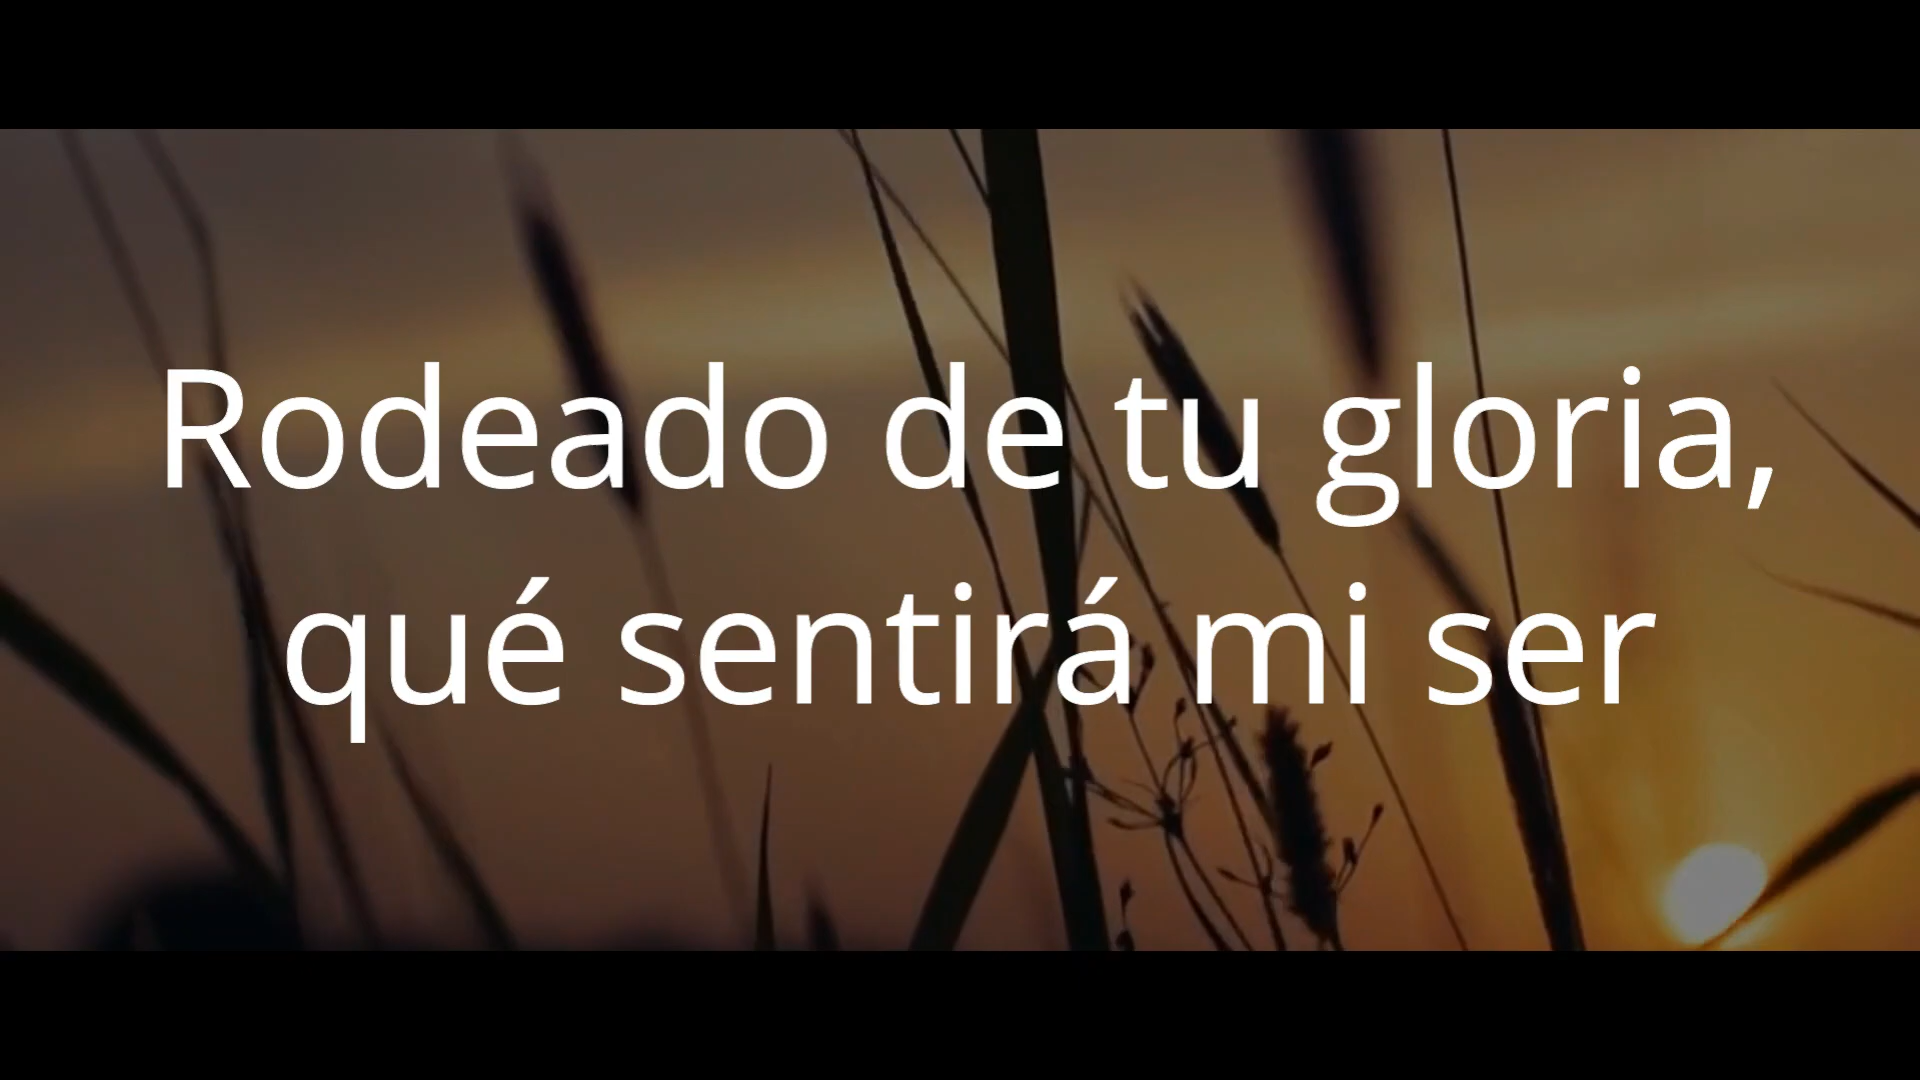 Rodeado de tu gloria,
qué sentirá mi ser